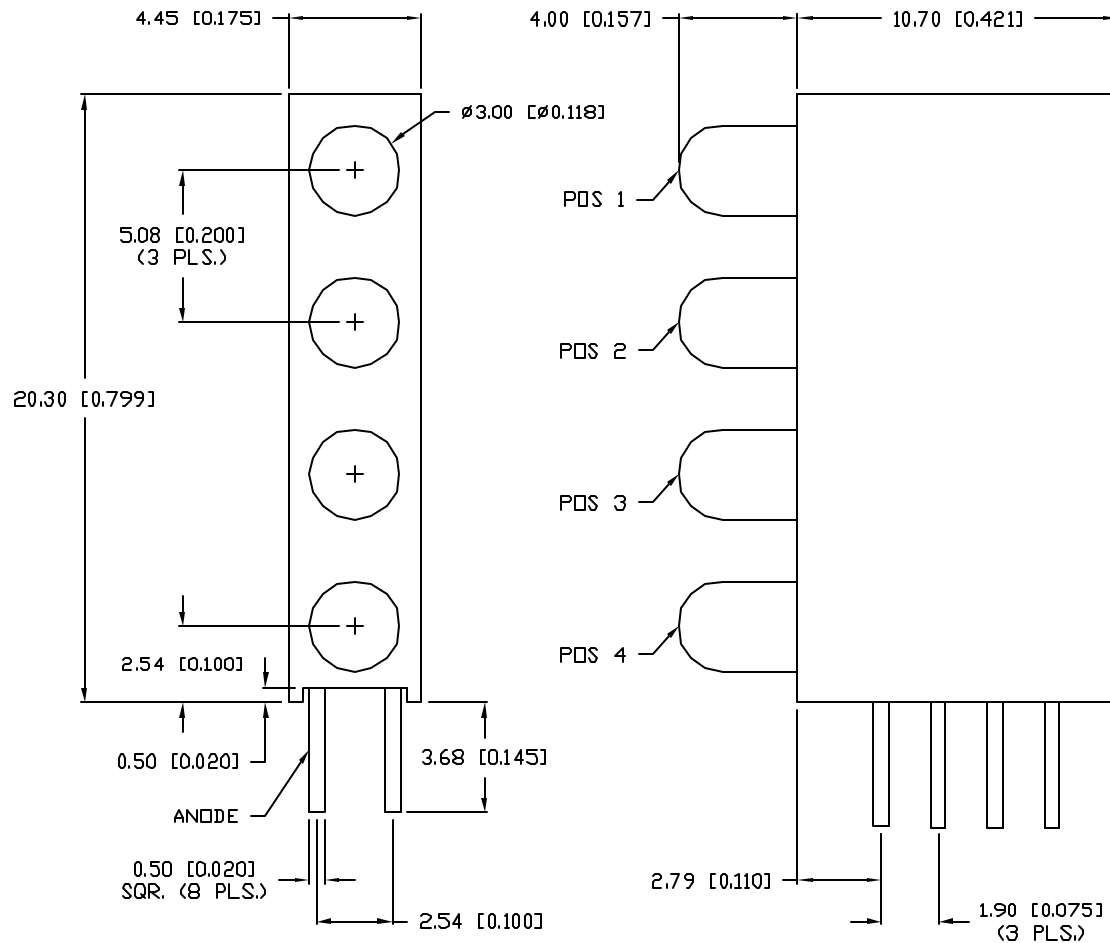 4.45 [0.175]
4.00 [0.157]
10.70 [0.421]
ø3.00 [ø0.118]
POS 1
5.08 [0.200]
(3 PLS.)
POS 2
20.30 [0.799]
POS 3
2.54 [0.100]
POS 4
0.50 [0.020]
3.68 [0.145]
ANODE
0.50 [0.020]
SQR. (8 PLS.)
2.54 [0.100]
2.79 [0.110]
1.90 [0.075]
(3 PLS.)